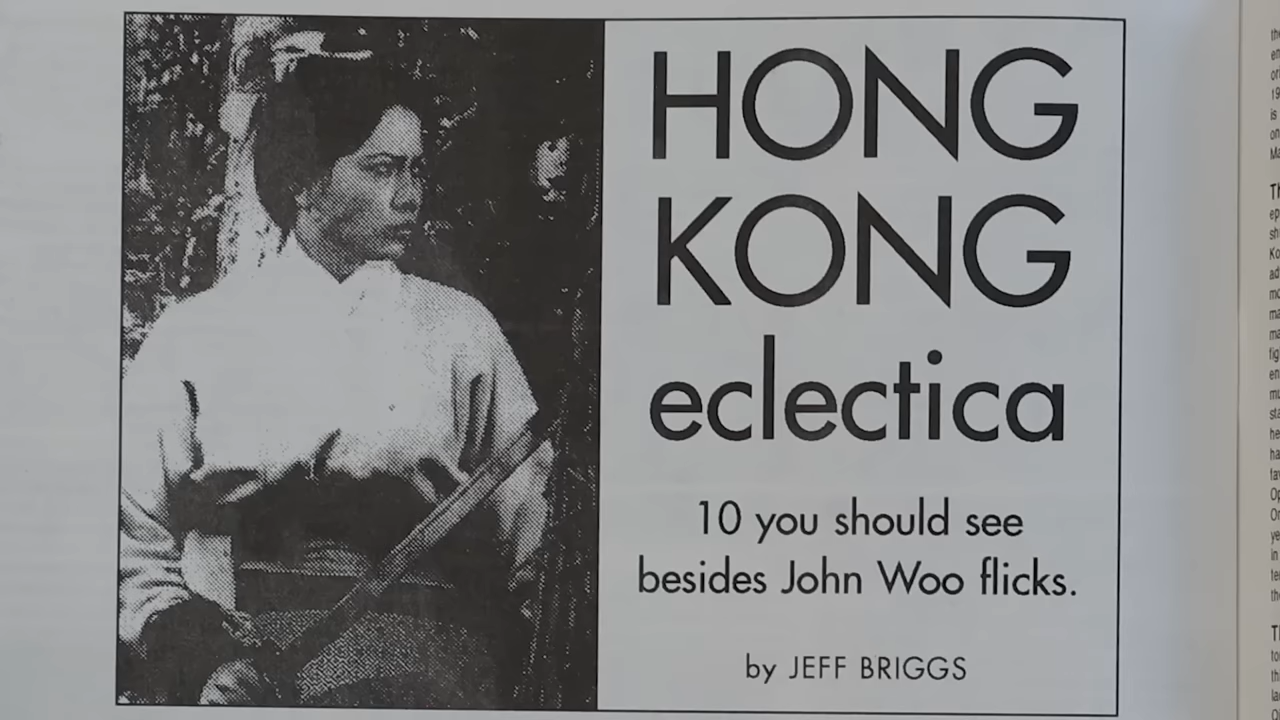 HONG
KONG
eclectica
10 you should see
besides John Woo flicks.
by JEFF BRIGGS